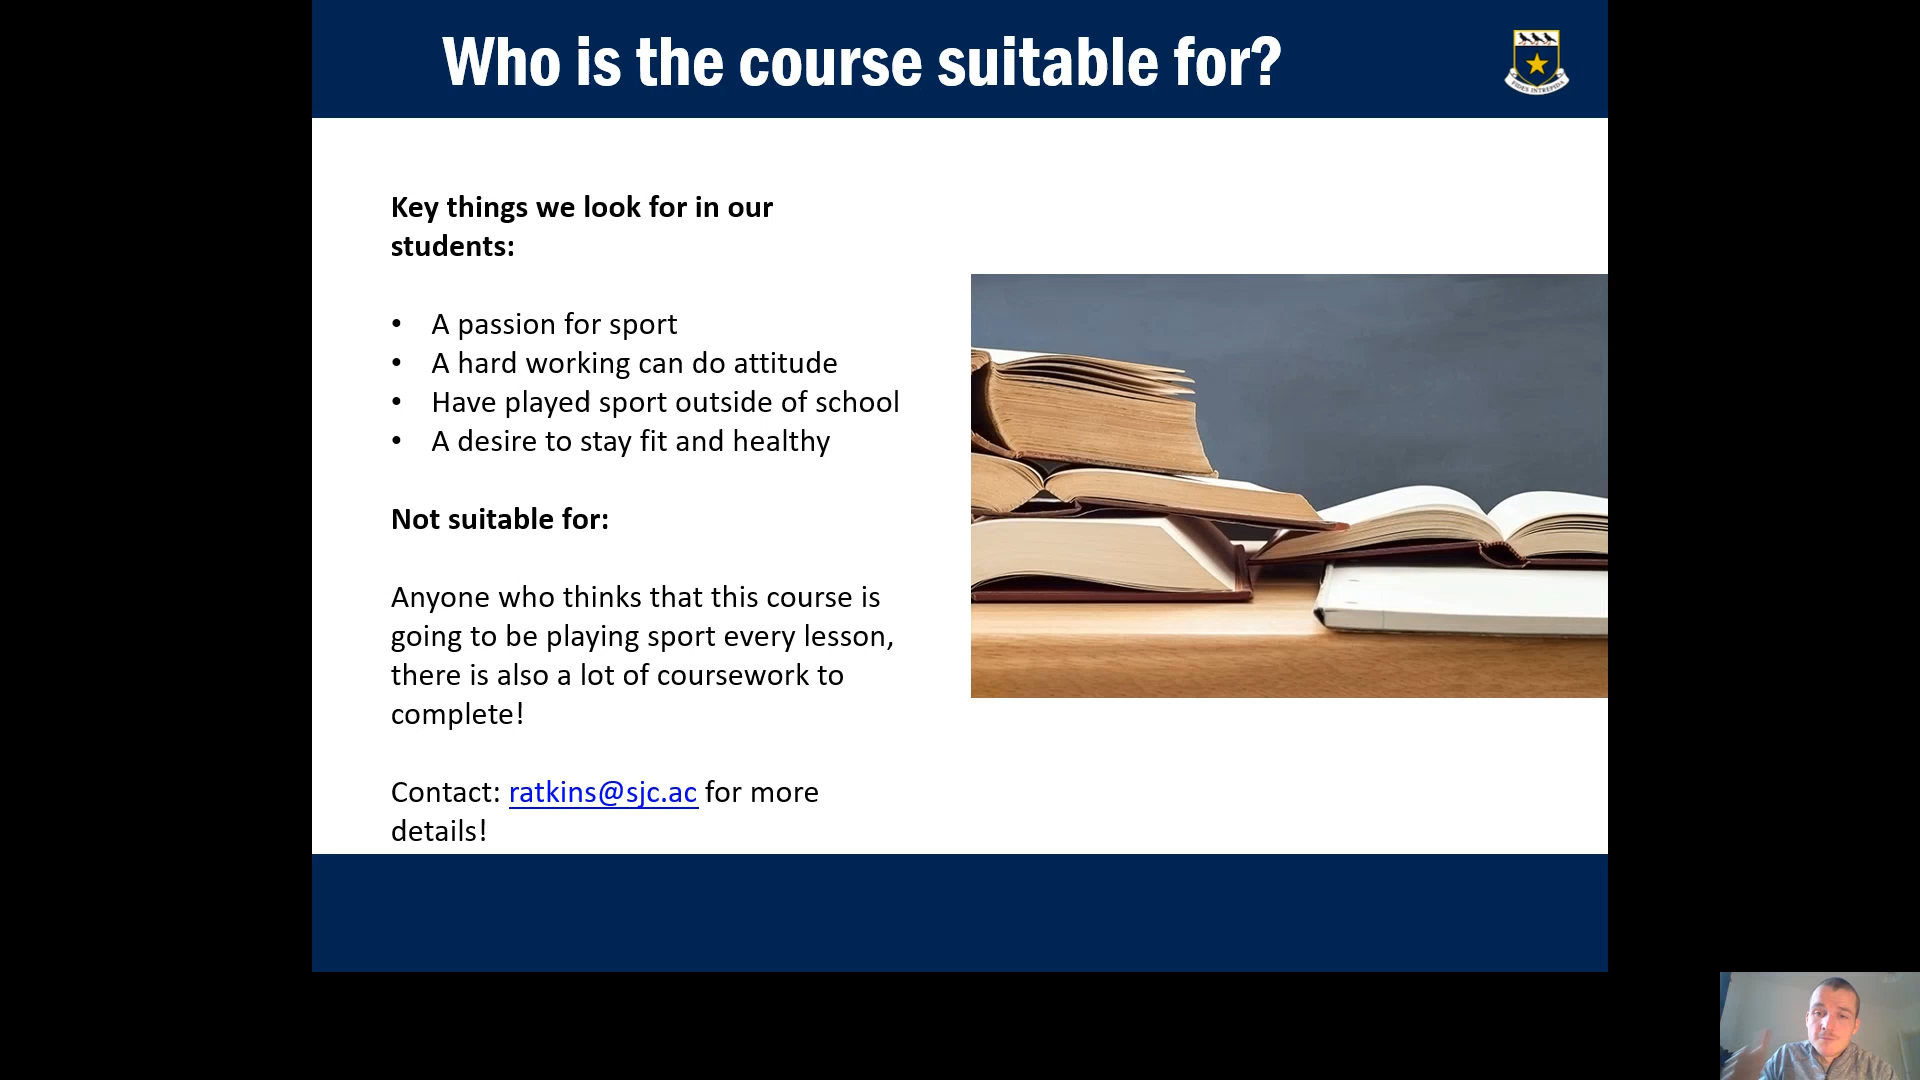 Who is the course suitable for?
FIDES INTREPIDA
Key things we look for in our
students:
• A passion for sport
• A hard working can do attitude
• Have played sport outside of school
• A desire to stay fit and healthy
Not suitable for:
Anyone who thinks that this course is
going to be playing sport every lesson,
there is also a lot of coursework to
complete!
Contact: ratkins@sjc.ac for more
details!